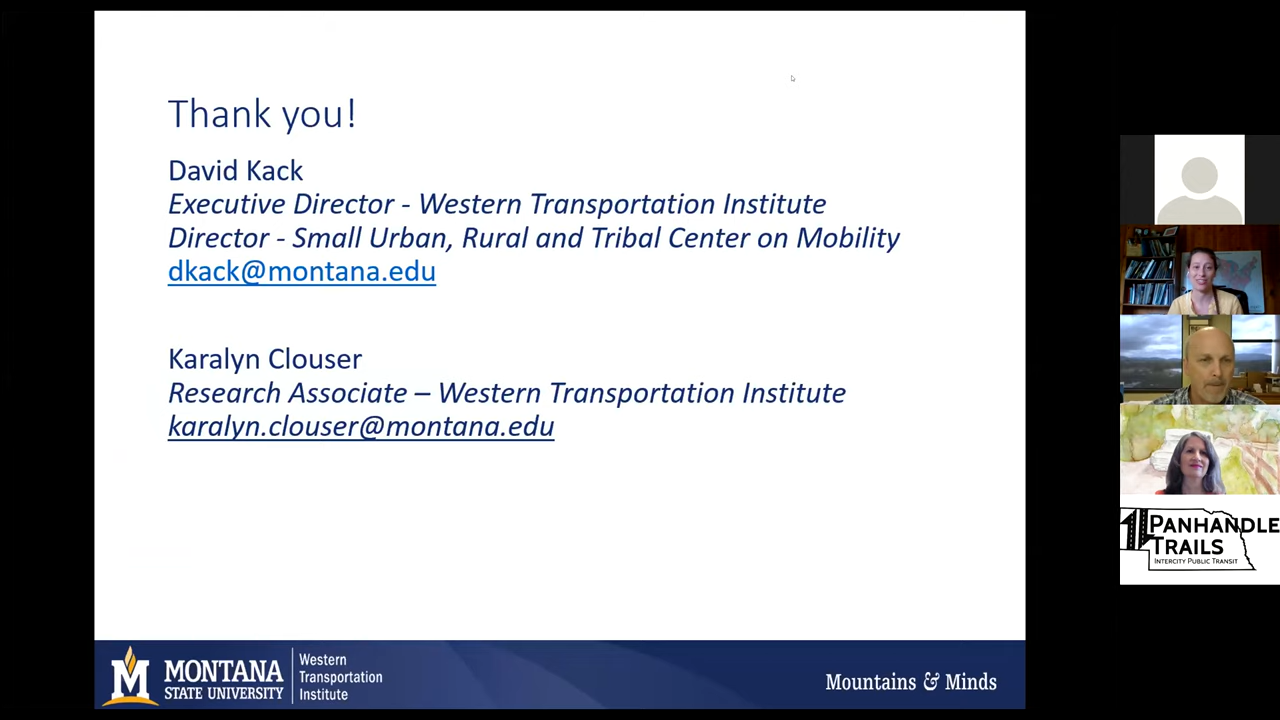 Thank you!
David Kack
Executive Director - Western Transportation Institute
Director - Small Urban, Rural and Tribal Center on Mobility
dkack@montana.edu
Karalyn Clouser
Research Associate – Western Transportation Institute
karalyn.clouser@montana.edu
PANHANDLE
TRAILS
INTERCITY PUBLIC TRANSIT
M
MONTANA
STATE UNIVERSITY
Western
Transportation
Institute
Mountains & Minds